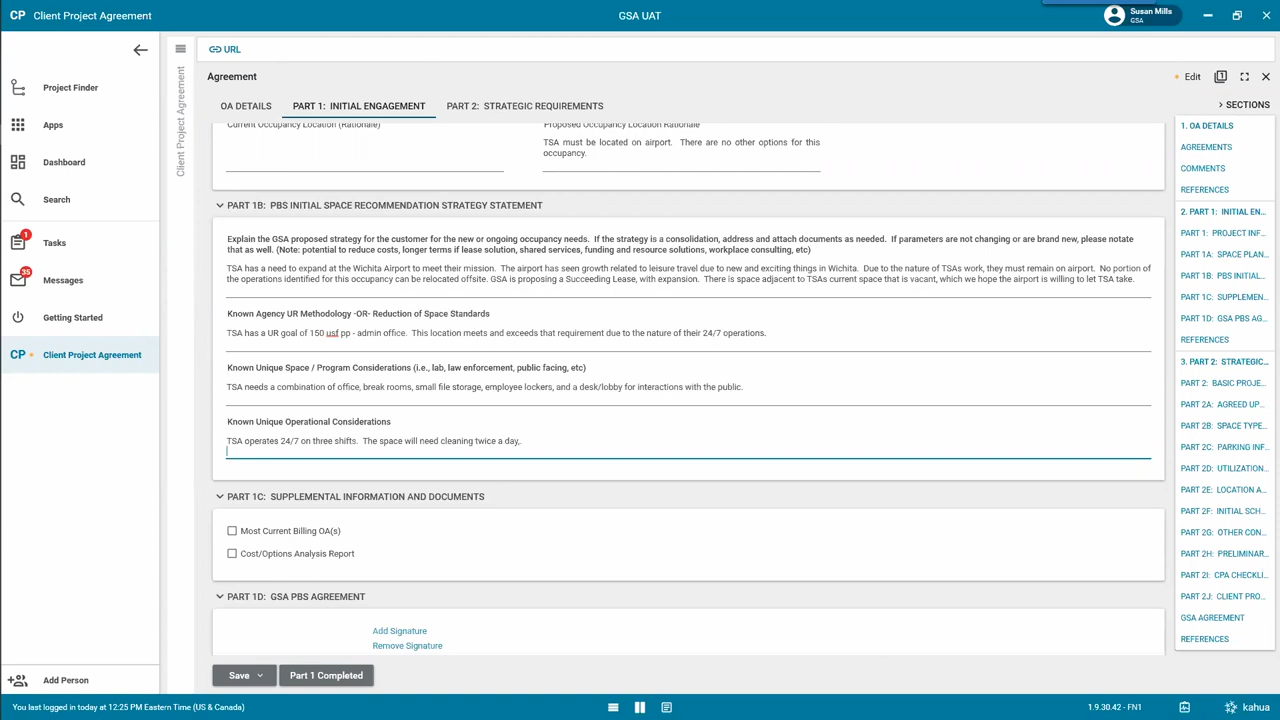 CP Client Project Agreement
GSA UAT
Susan Mills
GSA
Project Finder
Apps
Dashboard
Search
Tasks
1
Messages
35
Getting Started
CP Client Project Agreement
Add Person
Client Project Agreement
URL
Agreement
Edit
1
OA DETAILS
PART 1: INITIAL ENGAGEMENT
PART 2: STRATEGIC REQUIREMENTS
SECTIONS
Current Occupancy Location (Rationale)
Proposed Occupancy Location Rationale
TSA must be located on airport. There are no other options for this
occupancy.
PART 1B: PBS INITIAL SPACE RECOMMENDATION STRATEGY STATEMENT
Explain the GSA proposed strategy for the customer for the new or ongoing occupancy needs. If the strategy is a consolidation, address and attach documents as needed. If parameters are not changing or are brand new, please notate
that as well. (Note: potential to reduce costs, longer terms if lease solution, shared services, funding and resource solutions, workplace consulting, etc)
TSA has a need to expand at the Wichita Airport to meet their mission. The airport has seen growth related to leisure travel due to new and exciting things in Wichita. Due to the nature of TSAs work, they must remain on airport. No portion of
the operations identified for this occupancy can be relocated offsite. GSA is proposing a Succeeding Lease, with expansion. There is space adjacent to TSAs current space that is vacant, which we hope the airport is willing to let TSA take.
Known Agency UR Methodology -OR- Reduction of Space Standards
TSA has a UR goal of 150 usf pp - admin office. This location meets and exceeds that requirement due to the nature of their 24/7 operations.
Known Unique Space / Program Considerations (i.e., lab, law enforcement, public facing, etc)
TSA needs a combination of office, break rooms, small file storage, employee lockers, and a desk/lobby for interactions with the public.
Known Unique Operational Considerations
TSA operates 24/7 on three shifts. The space will need cleaning twice a day,.
PART 1C: SUPPLEMENTAL INFORMATION AND DOCUMENTS
Most Current Billing OA(s)
Cost/Options Analysis Report
PART 1D: GSA PBS AGREEMENT
Add Signature
Remove Signature
Save
Part 1 Completed
1. OA DETAILS
AGREEMENTS
COMMENTS
REFERENCES
2. PART 1: INITIAL EN...
PART 1: PROJECT INF...
PART 1A: SPACE PLAN...
PART 1B: PBS INITIAL...
PART 1C: SUPPLEMEN...
PART 1D: GSA PBS AG...
REFERENCES
3. PART 2: STRATEGIC...
PART 2: BASIC PROJE...
PART 2A: AGREED UP...
PART 2B: SPACE TYPE...
PART 2C: PARKING INF...
PART 2D: UTILIZATION...
PART 2E: LOCATION A...
PART 2F: INITIAL SCH...
PART 2G: OTHER CON...
PART 2H: PRELIMINAR...
PART 2I: CPA CHECKLI...
PART 2J: CLIENT PRO...
GSA AGREEMENT
REFERENCES
You last logged in today at 12:25 PM Eastern Time (US & Canada)
1.9.30.42 - FN1
kahua